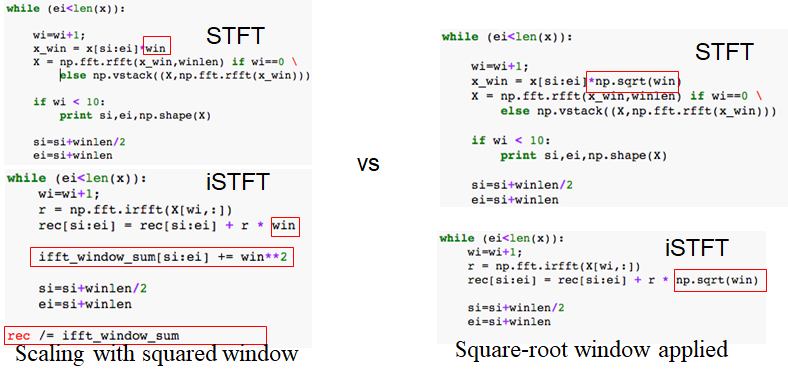 while (ei<len(x)):
STFT
wi=wi+1;
x_win = x[si:ei]*win
X = np.fft.rfft(x_win,winlen) if wi==0 \
else np.vstack((X,np.fft.rfft(x_win)))
if wi < 10:
print si,ei,np.shape(X)
si=si+winlen/2
ei=si+winlen
while (ei<len(x)):
iSTFT
wi=wi+1;
r = np.fft.irfft(X[wi,:])
rec[si:ei] = rec[si:ei] + r * win
ifft_window_sum[si:ei] += win**2
si=si+winlen/2
ei=si+winlen
rec /= ifft_window_sum
Scaling with squared window
vs
while (ei<len(x)):
STFT
wi=wi+1;
x_win = x[si:ei]*np.sqrt(win)
X = np.fft.rfft(x_win,winlen) if wi==0 \
else np.vstack((X,np.fft.rfft(x_win)))
if wi < 10:
print si,ei,np.shape(X)
si=si+winlen/2
ei=si+winlen
while (ei<len(x)):
iSTFT
wi=wi+1;
r = np.fft.irfft(X[wi,:])
rec[si:ei] = rec[si:ei] + r * np.sqrt(win)
si=si+winlen/2
ei=si+winlen
Square-root window applied